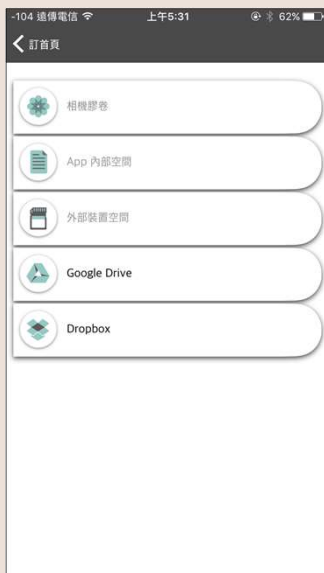 -104 遠傳電信 上午5:31 62%
訂首頁
相機膠卷
App 內部空間
外部裝置空間
Google Drive
Dropbox